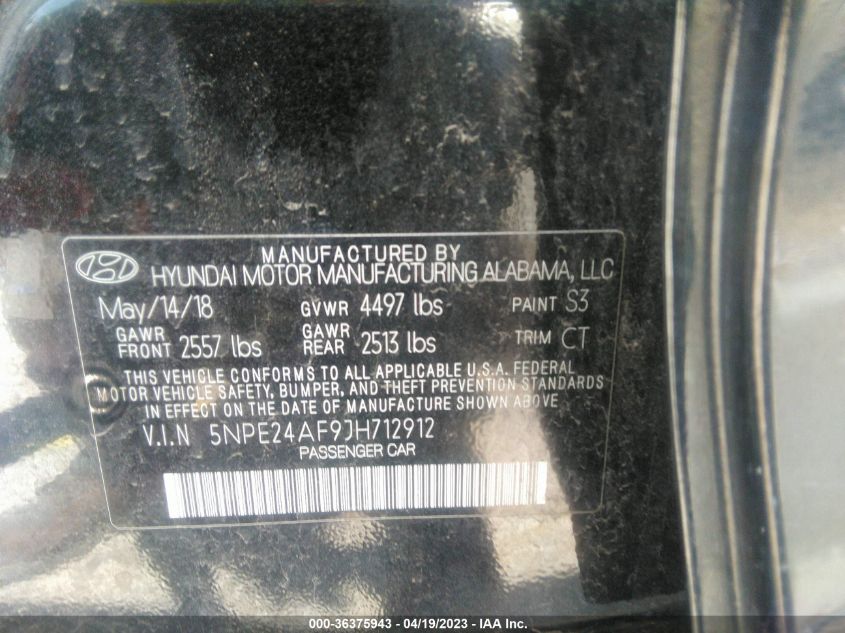 MANUFACTURED BY
HYUNDAI MOTOR MANUFACTURING ALABAMA, LLC
May/14/18 GVWR 4497 lbs PAINT S3
GAWR FRONT 2557 lbs GAWR REAR 2513 lbs TRIM CT
THIS VEHICLE CONFORMS TO ALL APPLICABLE U.S.A. FEDERAL
MOTOR VEHICLE SAFETY, BUMPER, AND THEFT PREVENTION STANDARDS
IN EFFECT ON THE DATE OF MANUFACTURE SHOWN ABOVE
V.I.N 5NPE24AF9JH712912
PASSENGER CAR
000-36375943 - 04/19/2023 - IAA Inc.